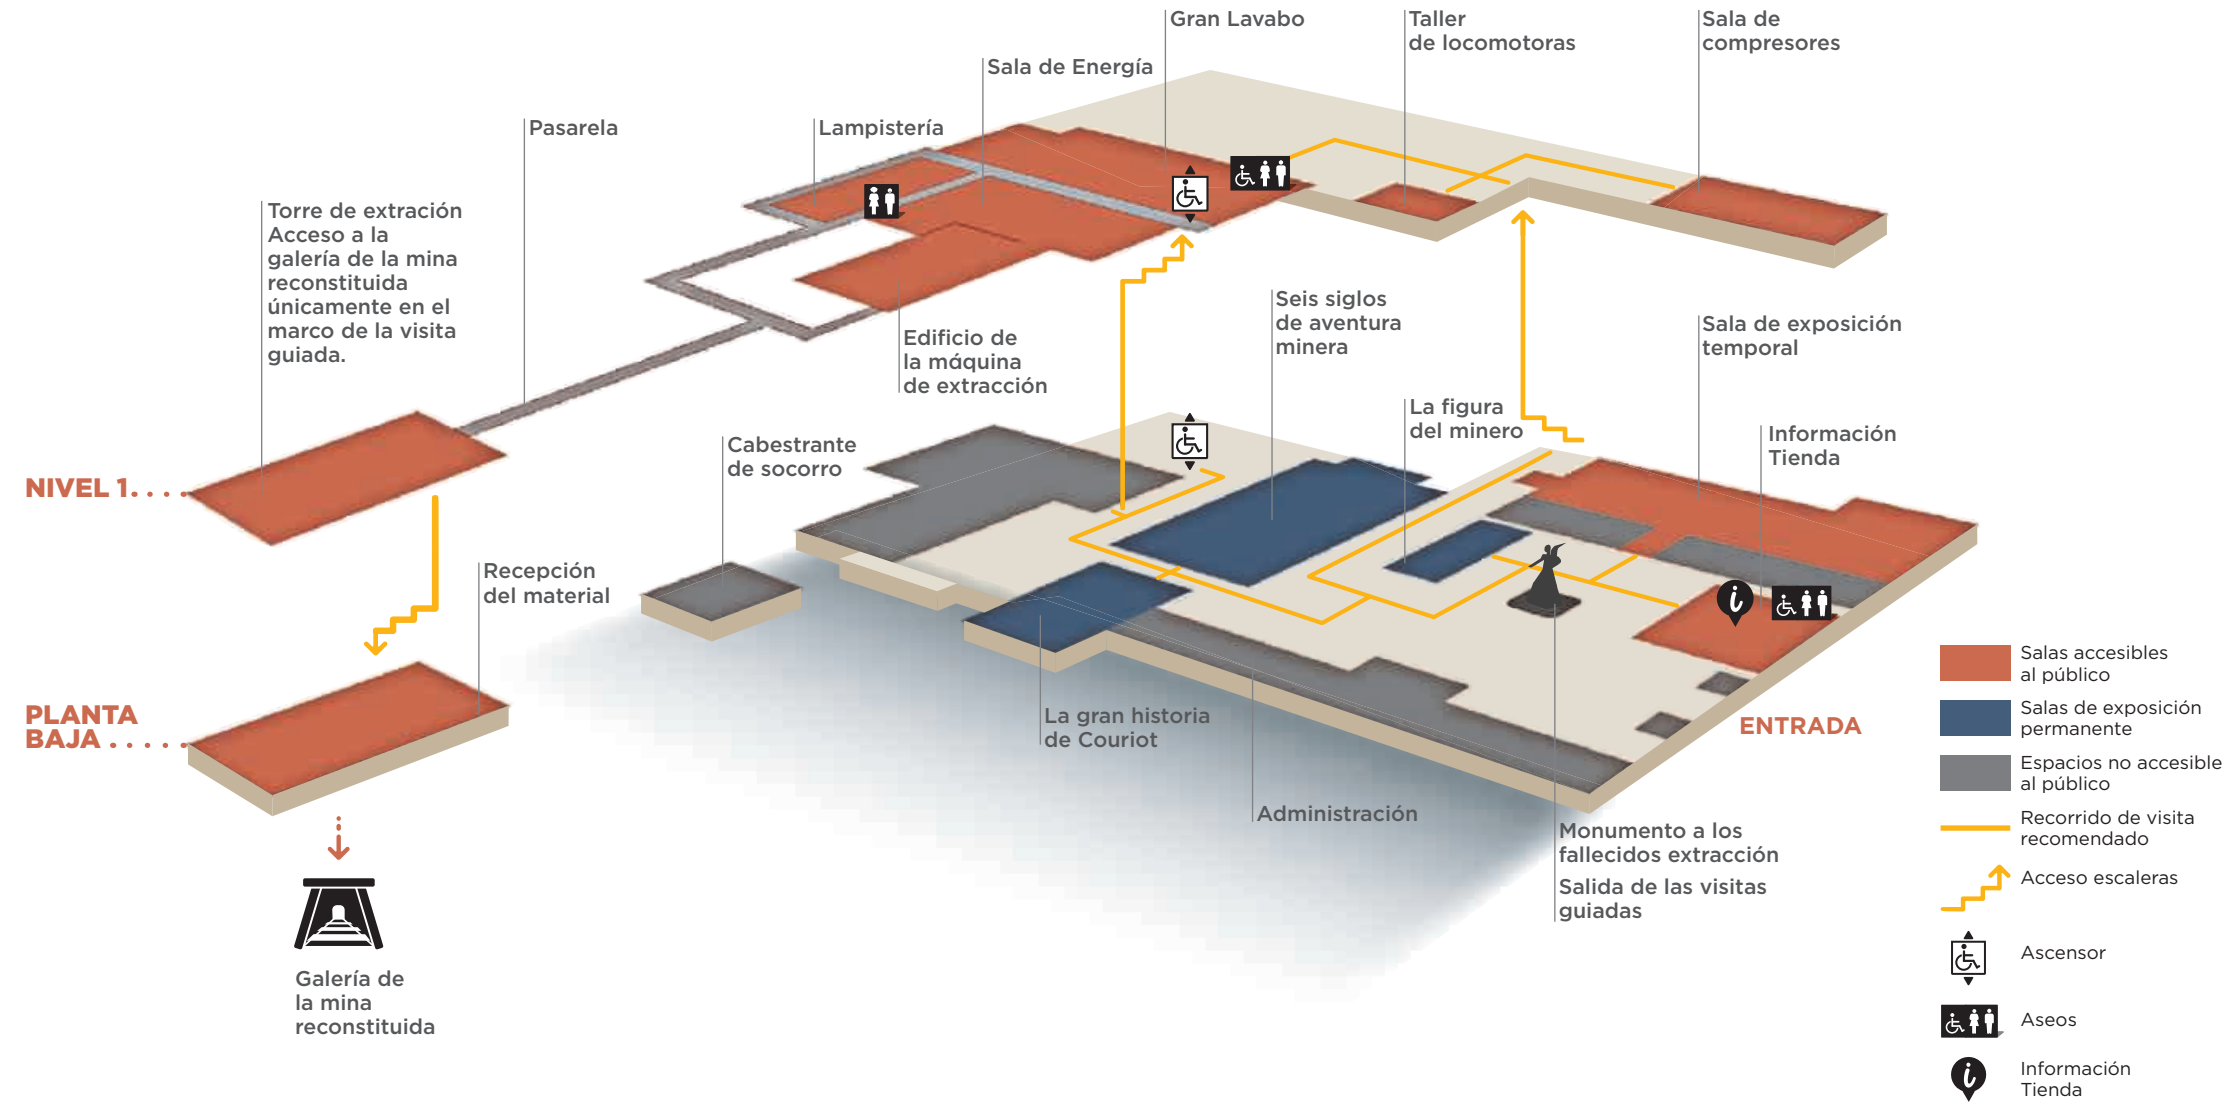 Gran Lavabo
Taller
de locomotoras
Sala de
compresores
Sala de Energía
Pasarela
Lampistería
Torre de extración
Acceso a la
galería de la mina
reconstituida
únicamente en el
marco de la visita
guiada.
Edificio de
la máquina
de extracción
Seis siglos
de aventura
minera
Sala de exposición
temporal
La figura
del minero
Información
Tienda
Cabestrante
de socorro
NIVEL 1. . . .
Recepción
del material
PLANTA
BAJA . . . . .
La gran historia
de Couriot
ENTRADA
Administración
Monumento a los
fallecidos extracción
Salida de las visitas
guiadas
Galería de
la mina
reconstituida
Salas accesibles
al público
Salas de exposición
permanente
Espacios no accesible
al público
Recorrido de visita
recomendado
Acceso escaleras
Ascensor
Aseos
Información
Tienda